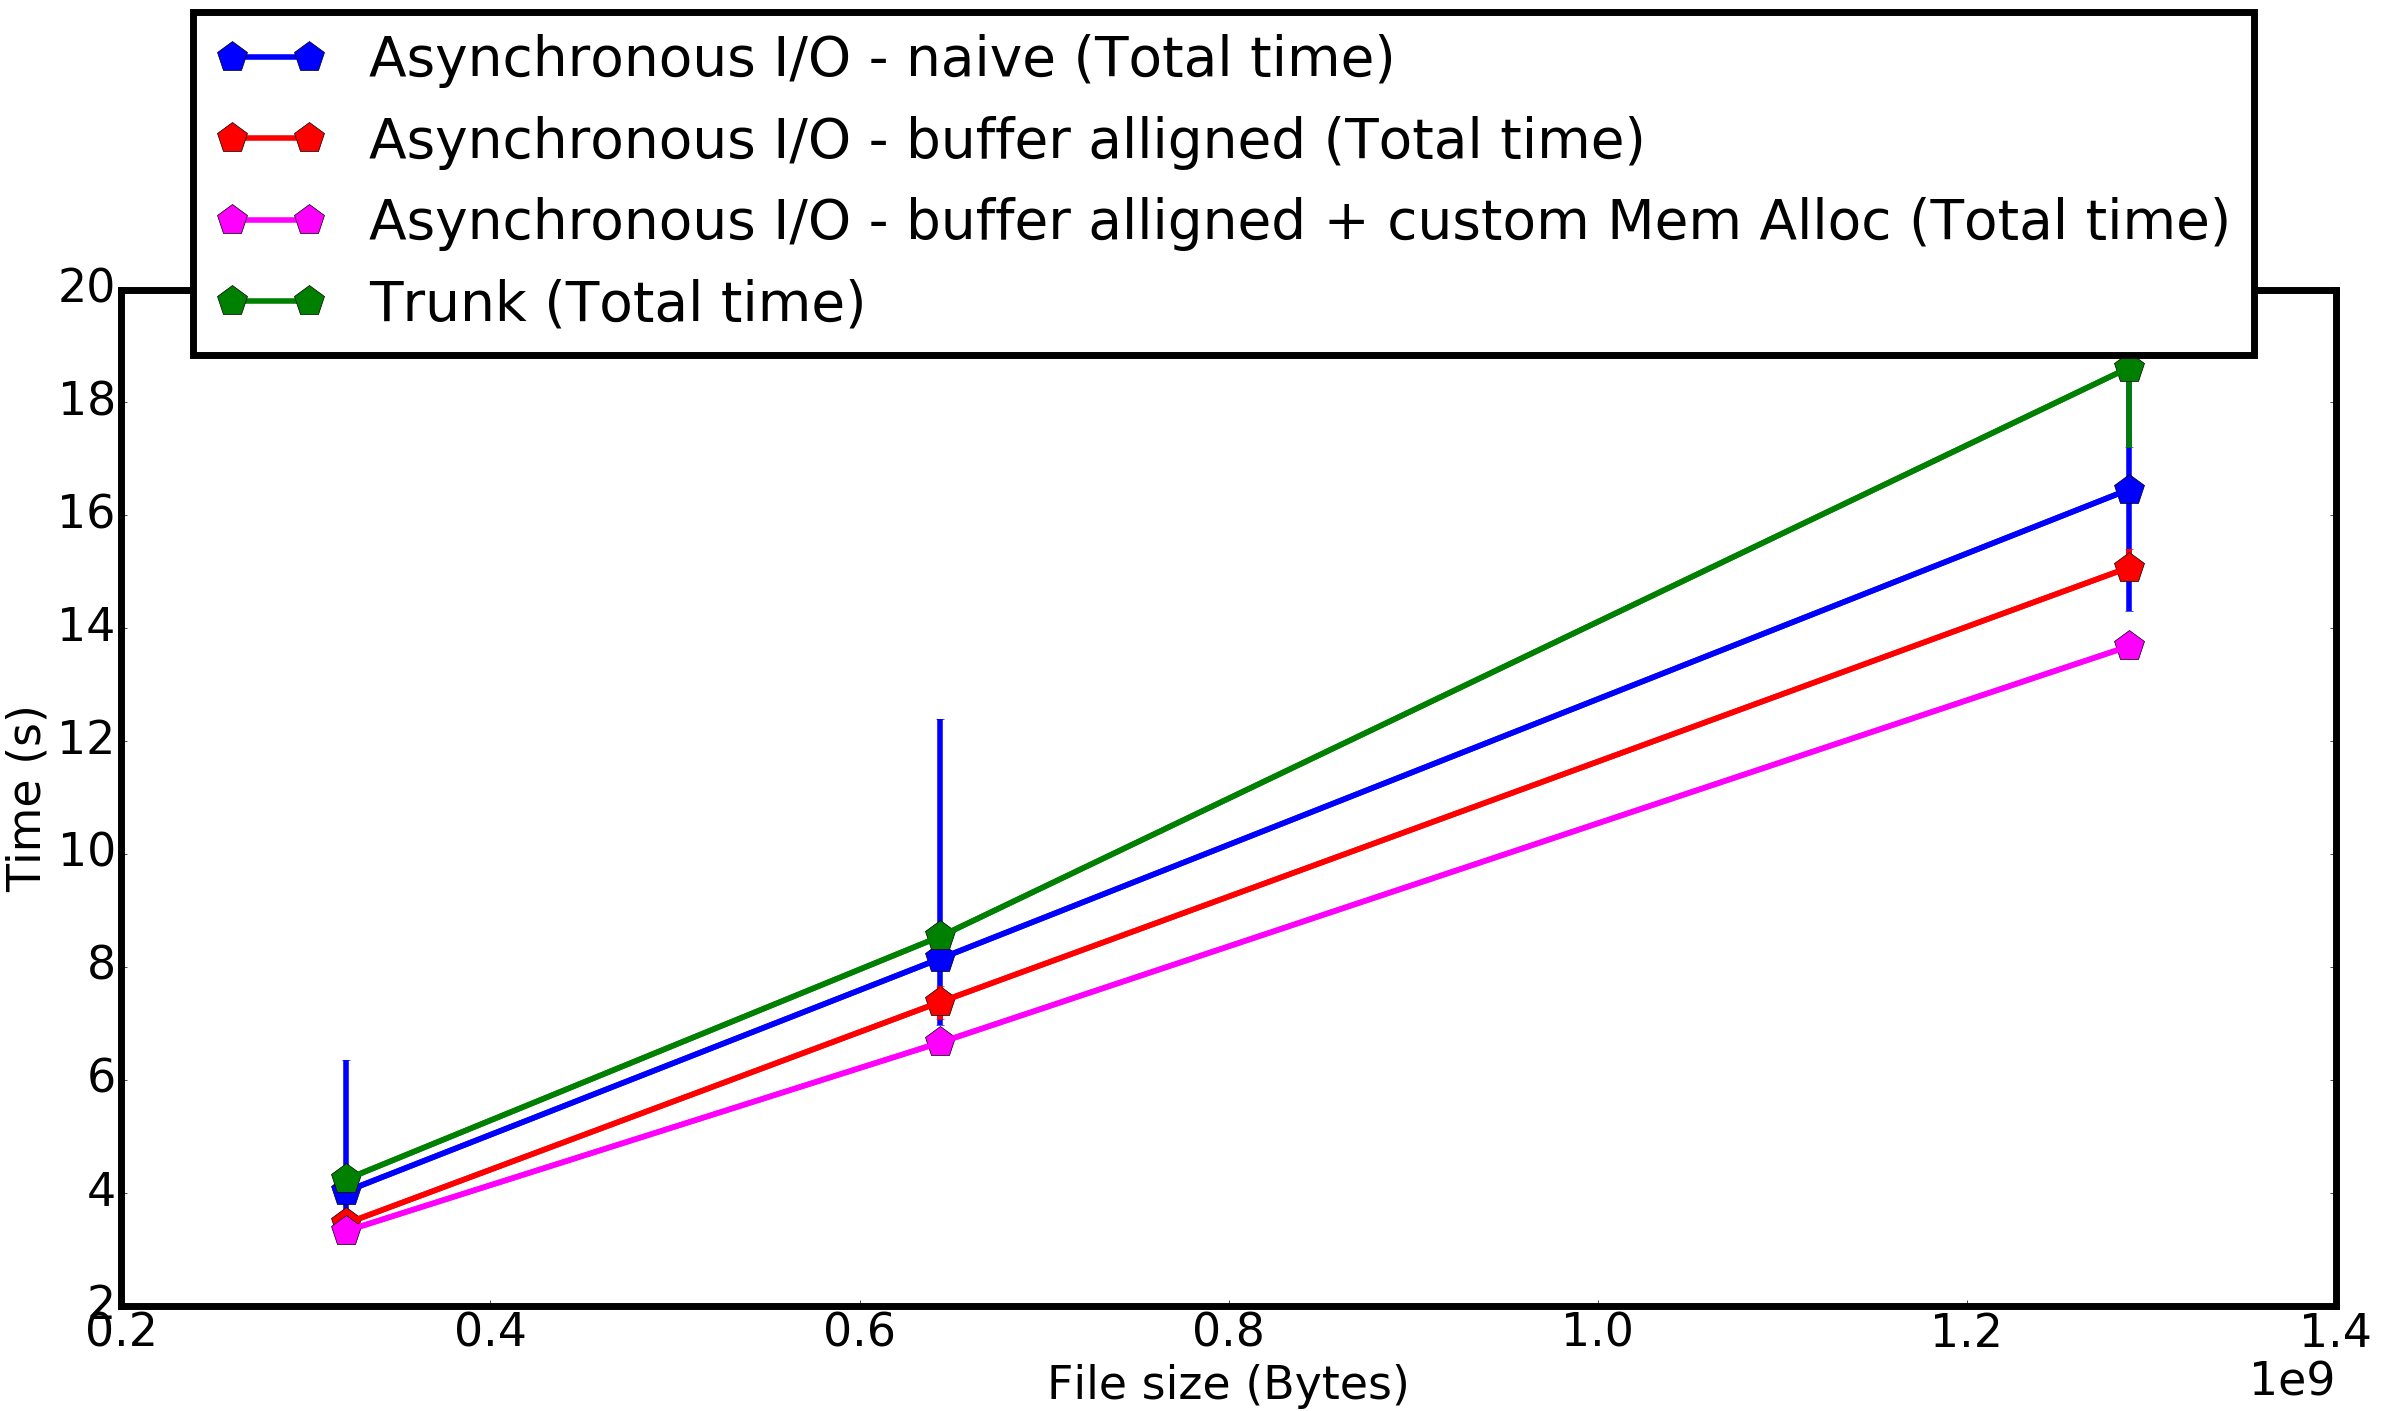 Asynchronous I/O - naive (Total time)
Asynchronous I/O - buffer alligned (Total time)
Asynchronous I/O - buffer alligned + custom Mem Alloc (Total time)
Trunk (Total time)
20
18
16
14
12
10
8
6
4
2
Time (s)
0.2 0.4 0.6 0.8 1.0 1.2 1.4
1e9
File size (Bytes)